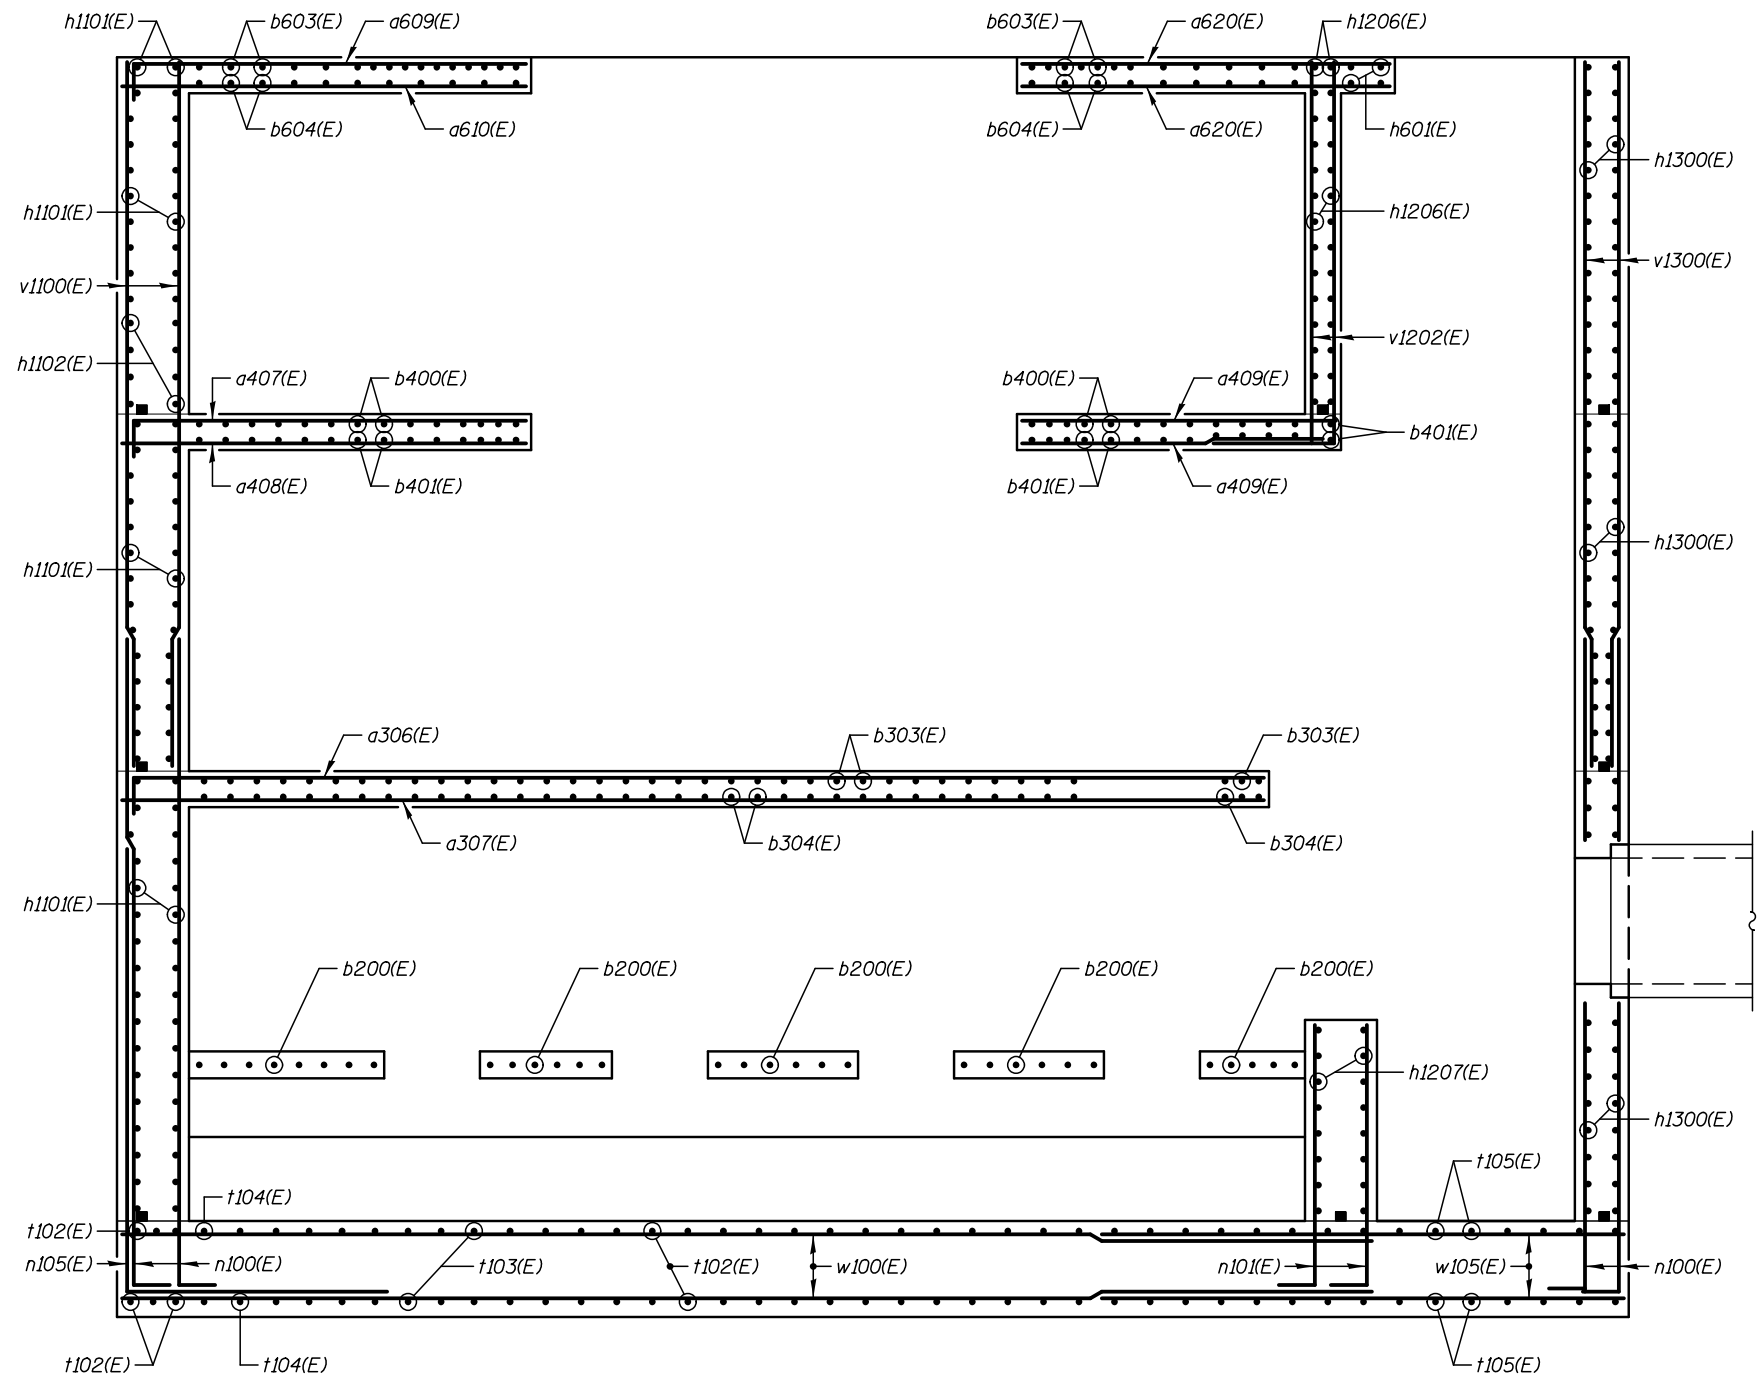 h1101(E)
b603(E)
a609(E)
b603(E)
a620(E)
h1206(E)
b604(E)
a610(E)
b604(E)
a620(E)
h601(E)
h1300(E)
h1101(E)
h1206(E)
v1300(E)
v1100(E)
v1202(E)
h1102(E)
a407(E)
b400(E)
b400(E)
a409(E)
b401(E)
a408(E)
b401(E)
b401(E)
a409(E)
h1300(E)
h1101(E)
a306(E)
b303(E)
b303(E)
a307(E)
b304(E)
b304(E)
h1101(E)
b200(E)
b200(E)
b200(E)
b200(E)
b200(E)
h1207(E)
h1300(E)
t105(E)
t104(E)
t102(E)
n105(E)
n100(E)
t103(E)
t102(E)
w100(E)
n101(E)
w105(E)
n100(E)
t102(E)
t104(E)
t105(E)